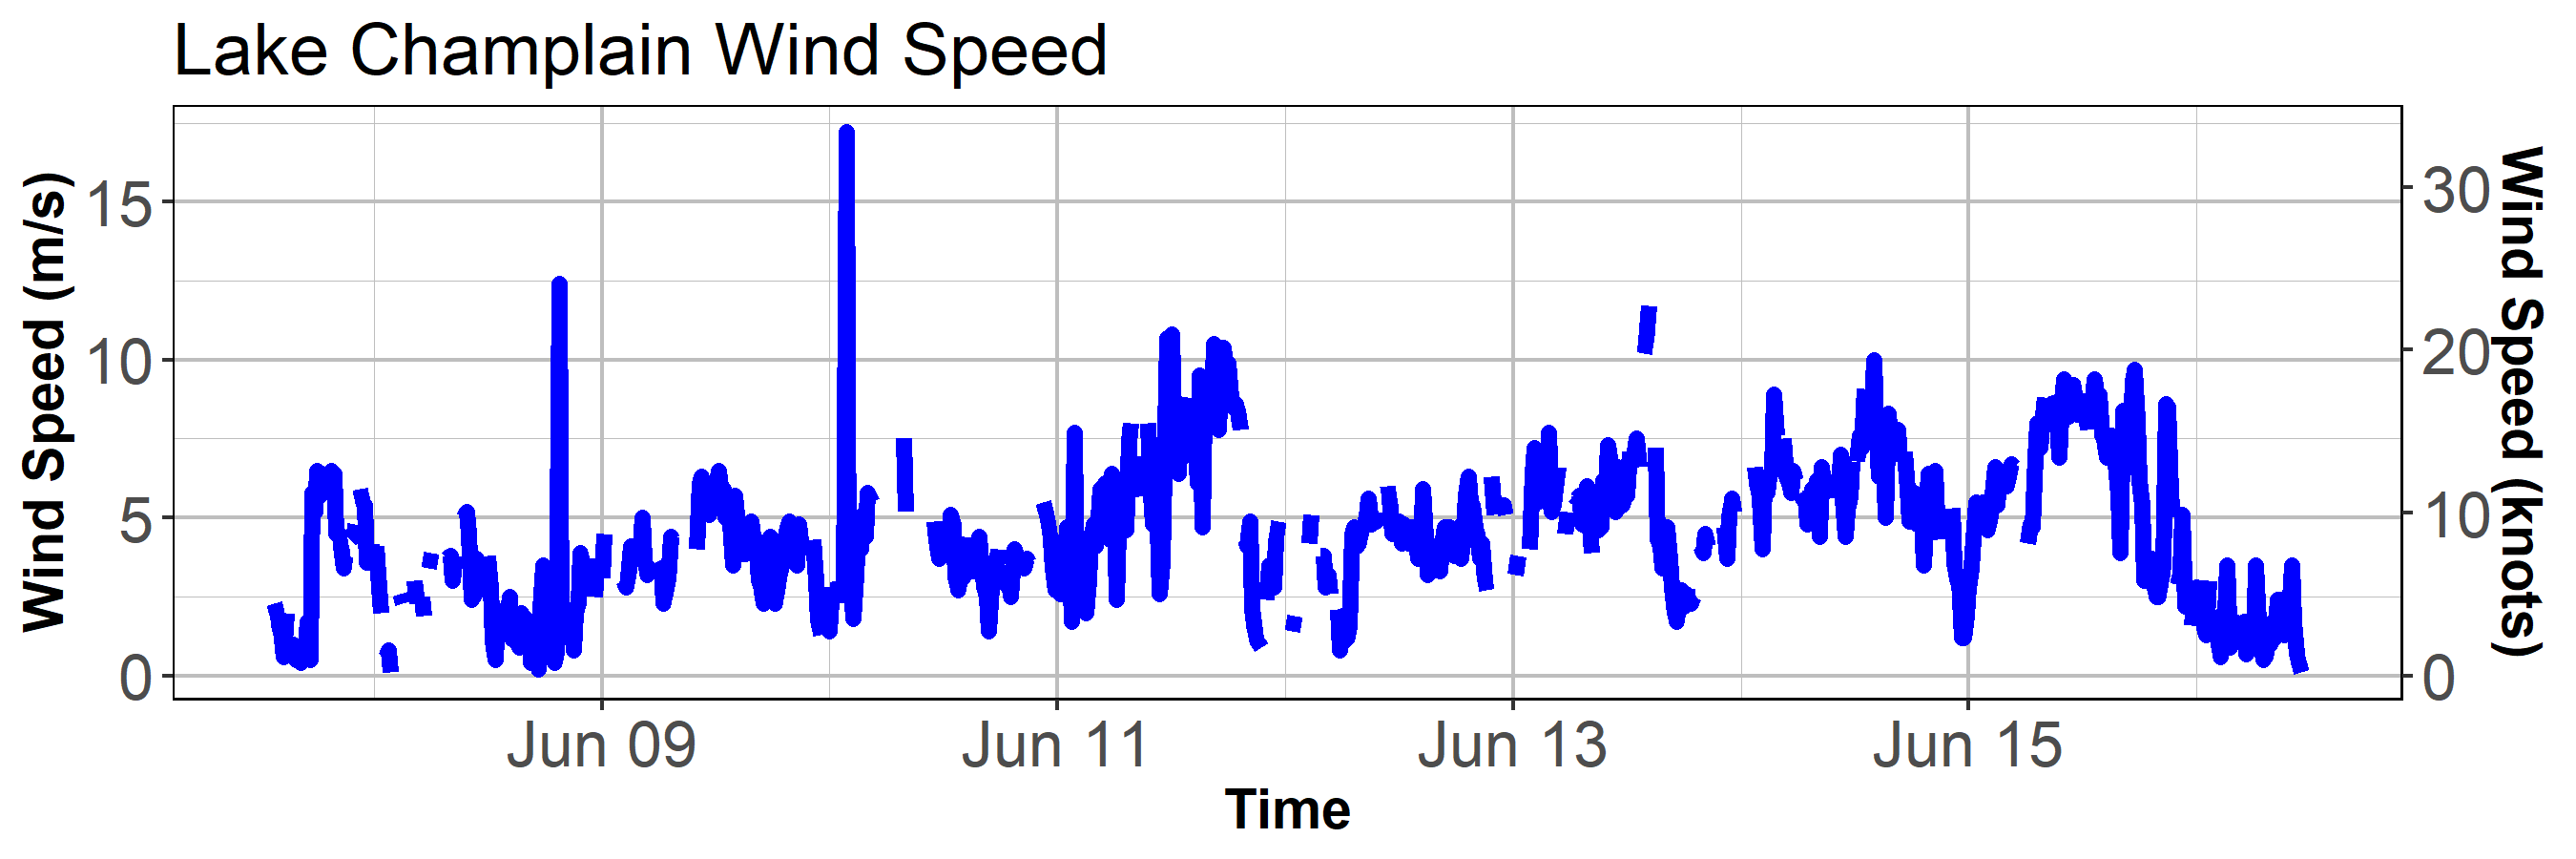 Lake Champlain Wind Speed
Wind Speed (m/s)
15
10
5
0
30
20
10
0
Wind Speed (knots)
Jun 09 Jun 11 Jun 13 Jun 15
Time